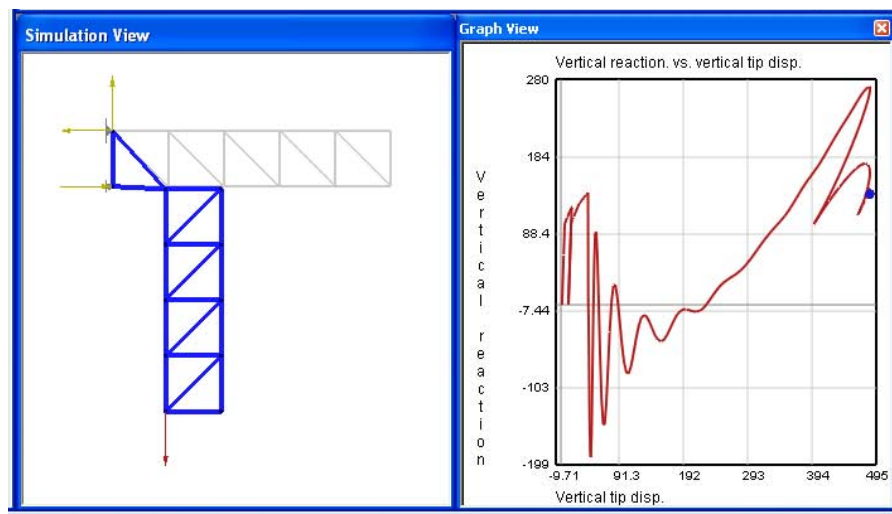 Simulation View
Graph View
Vertical reaction. vs. vertical tip disp.
280
184
88.4
-7.44
-103
-199
Vertical reaction
-9.71 91.3 192 293 394 495
Vertical tip disp.